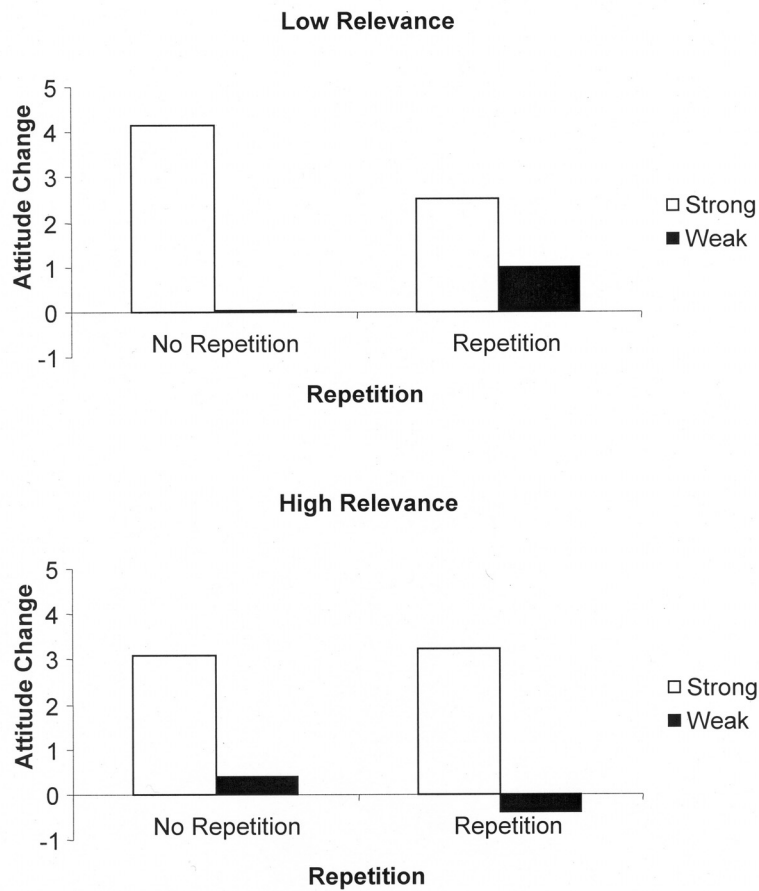 Low Relevance
5
4
3
2
1
0
-1
Attitude Change
No Repetition Repetition
Repetition
Strong
Weak
High Relevance
5
4
3
2
1
0
-1
Attitude Change
No Repetition Repetition
Repetition
Strong
Weak